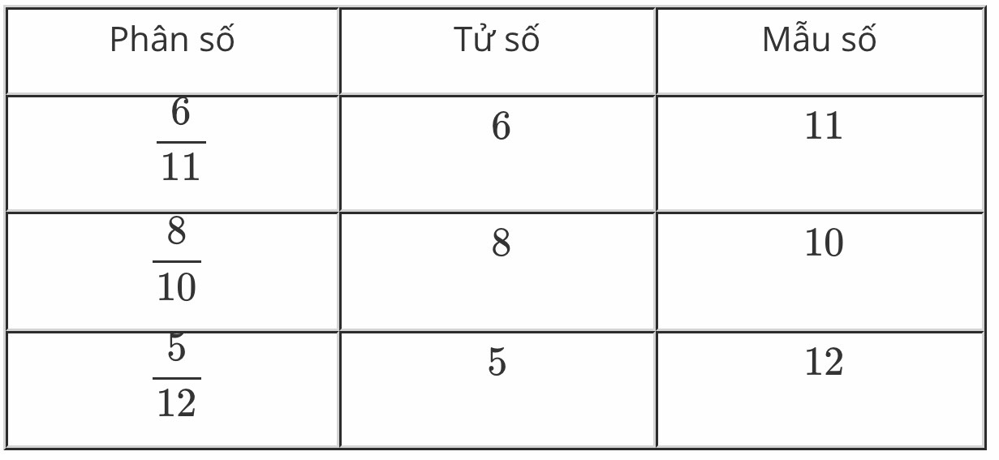 Phân số Tử số Mẫu số
6/11 6 11
8/10 8 10
5/12 5 12